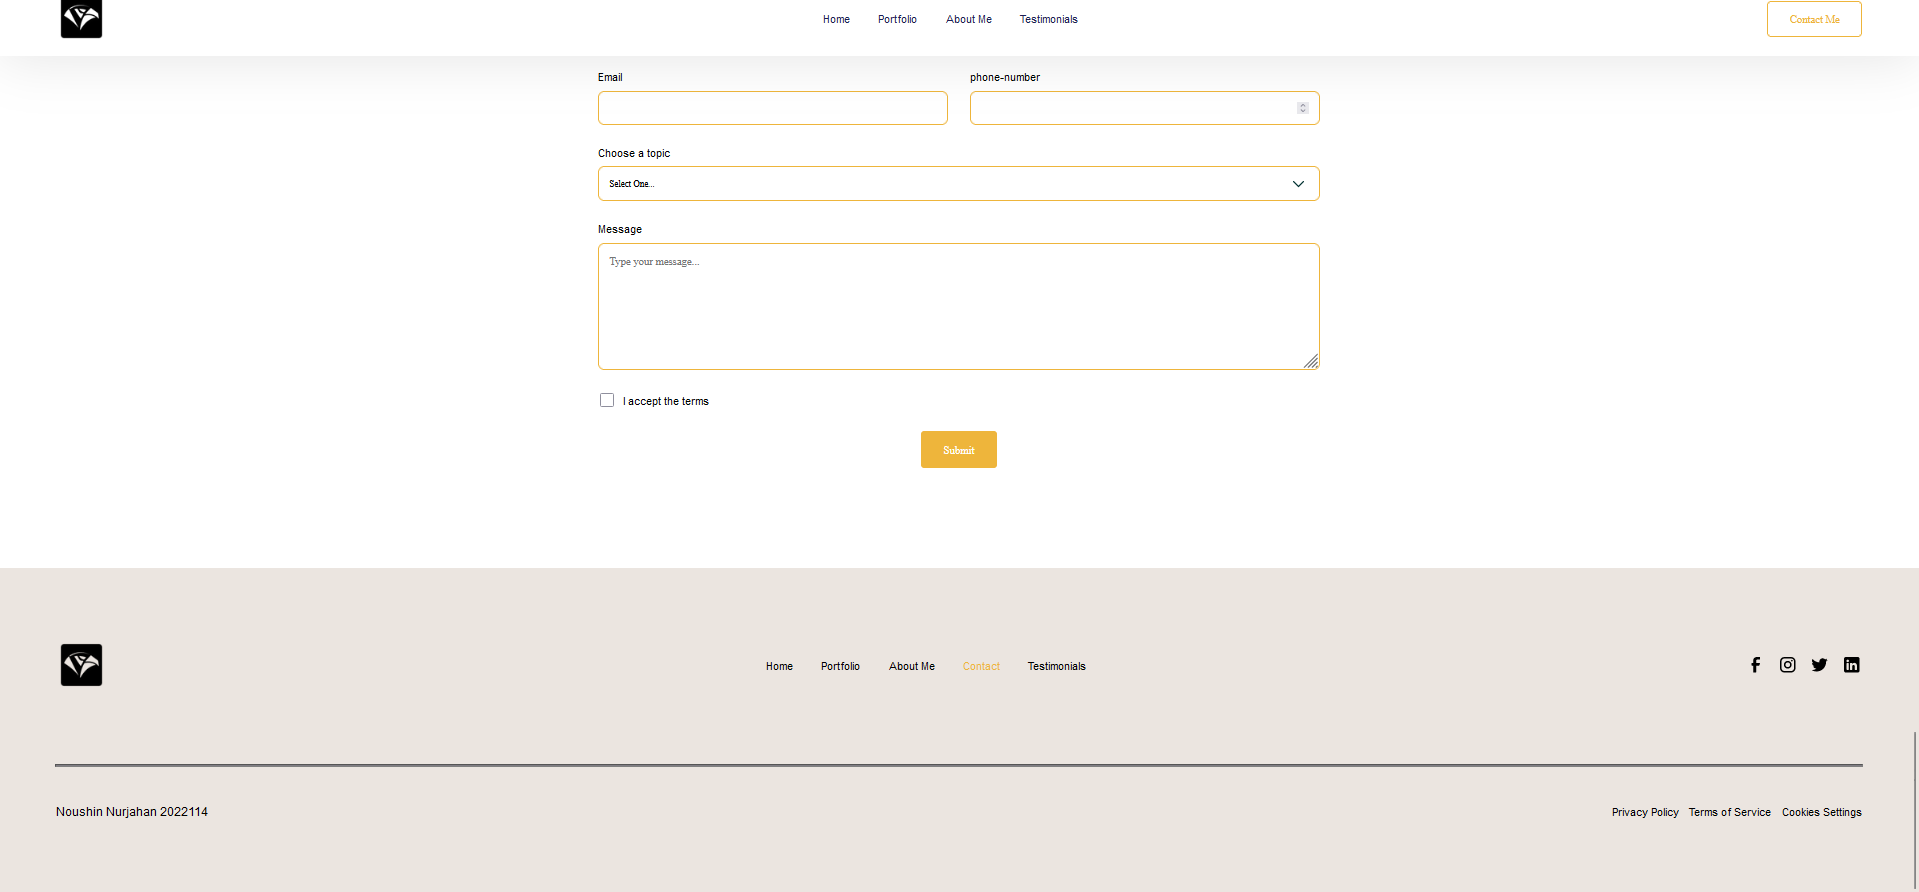 Home Portfolio About Me Testimonials Contact Me
Email phone-number
Choose a topic
Select One...
Message
Type your message...
I accept the terms
Submit
Home Portfolio About Me Contact Testimonials
Noushin Nurjahan 2022114 Privacy Policy Terms of Service Cookies Settings